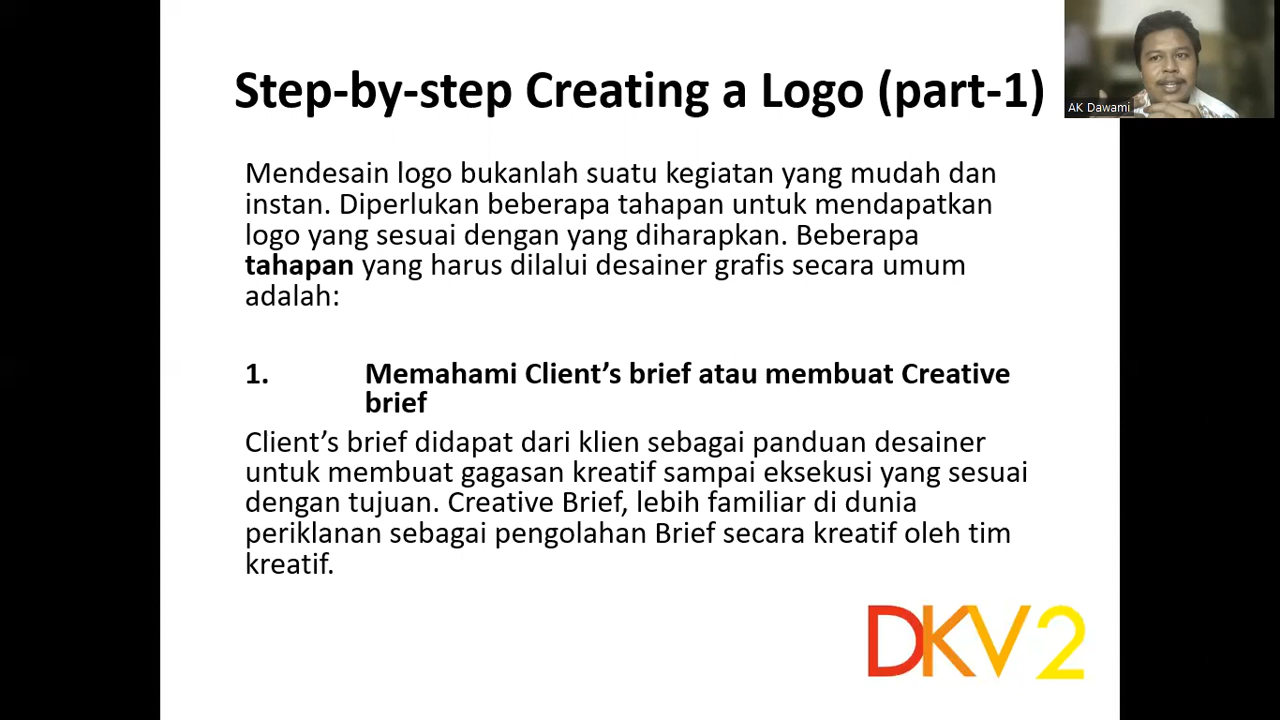 Step-by-step Creating a Logo (part-1)
AK Dawami
Mendesain logo bukanlah suatu kegiatan yang mudah dan
instan. Diperlukan beberapa tahapan untuk mendapatkan
logo yang sesuai dengan yang diharapkan. Beberapa
tahapan yang harus dilalui desainer grafis secara umum
adalah:
1. Memahami Client’s brief atau membuat Creative
brief
Client’s brief didapat dari klien sebagai panduan desainer
untuk membuat gagasan kreatif sampai eksekusi yang sesuai
dengan tujuan. Creative Brief, lebih familiar di dunia
periklanan sebagai pengolahan Brief secara kreatif oleh tim
kreatif.
DKV2